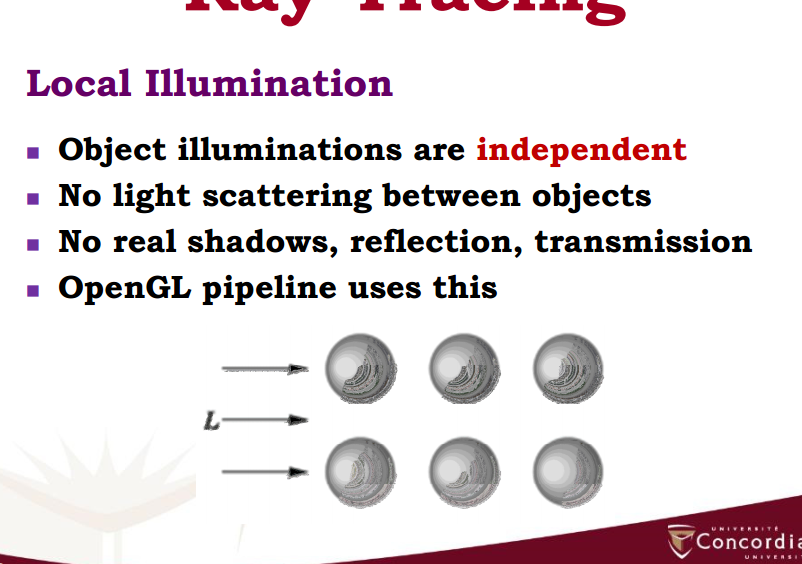 Ray Tracing
Local Illumination
Object illuminations are independent
No light scattering between objects
No real shadows, reflection, transmission
OpenGL pipeline uses this
L
UNIVERSITÉ
Concordia
UNIVERSITY